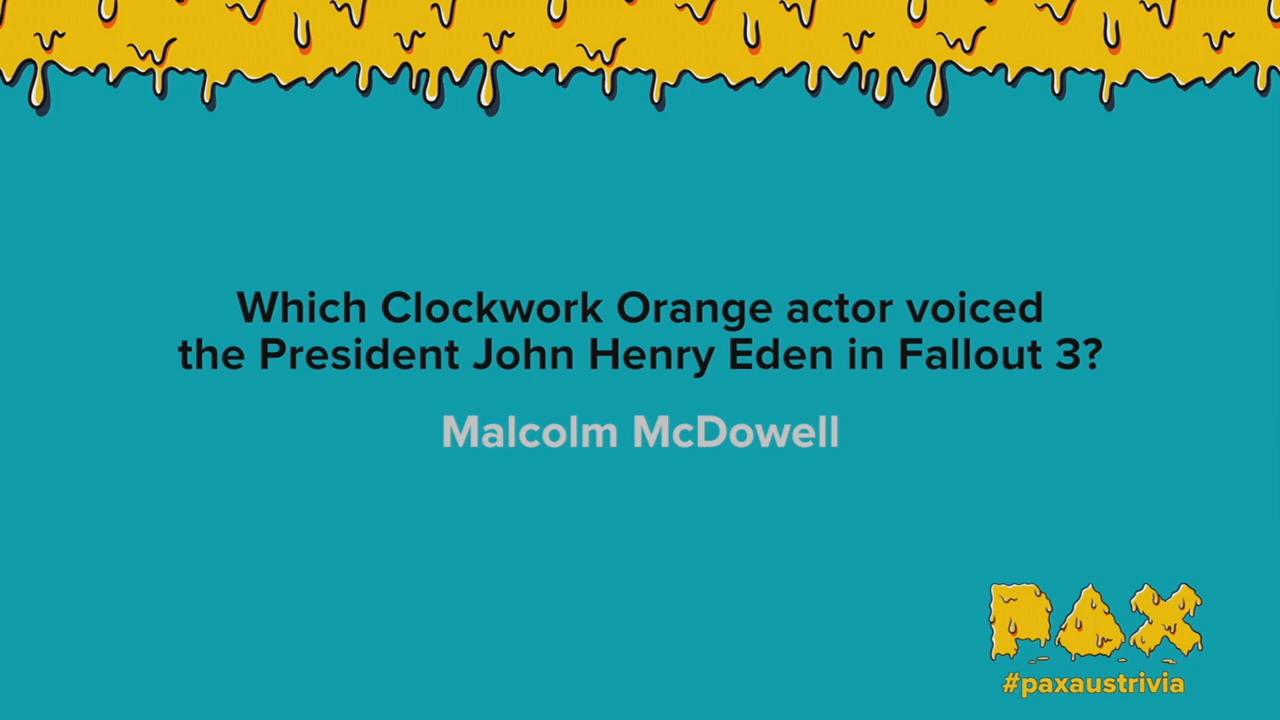 Which Clockwork Orange actor voiced
the President John Henry Eden in Fallout 3?
Malcolm McDowell
PAX
#paxaustrivia